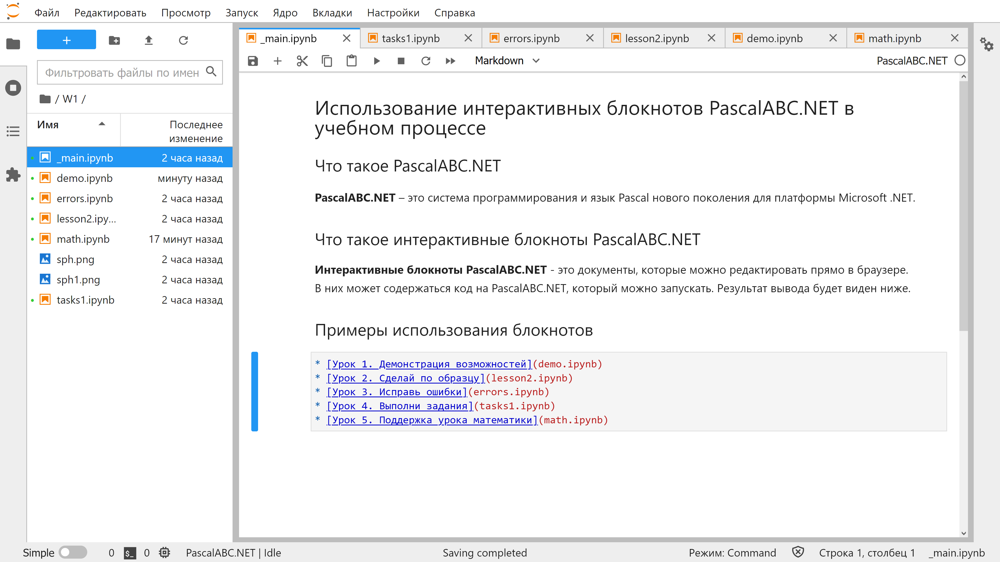 Файл Редактировать Просмотр Запуск Ядро Вкладки Настройки Справка
Фильтровать файлы по имен
/ W1 /
Имя Последнее изменение
_main.ipynb 2 часа назад
demo.ipynb минуту назад
errors.ipynb 2 часа назад
lesson2.ipy... 2 часа назад
math.ipynb 17 минут назад
sph.png 2 часа назад
sph1.png 2 часа назад
tasks1.ipynb 2 часа назад
_main.ipynb tasks1.ipynb errors.ipynb lesson2.ipynb demo.ipynb math.ipynb
Markdown PascalABC.NET
Использование интерактивных блокнотов PascalABC.NET в
учебном процессе
Что такое PascalABC.NET
PascalABC.NET – это система программирования и язык Pascal нового поколения для платформы Microsoft .NET.
Что такое интерактивные блокноты PascalABC.NET
Интерактивные блокноты PascalABC.NET - это документы, которые можно редактировать прямо в браузере.
В них может содержаться код на PascalABC.NET, который можно запускать. Результат вывода будет виден ниже.
Примеры использования блокнотов
* [Урок 1. Демонстрация возможностей](demo.ipynb)
* [Урок 2. Сделай по образцу](lesson2.ipynb)
* [Урок 3. Исправь ошибки](errors.ipynb)
* [Урок 4. Выполни задания](tasks1.ipynb)
* [Урок 5. Поддержка урока математики](math.ipynb)
Simple 0 $_ 0 PascalABC.NET | Idle Saving completed Режим: Command Строка 1, столбец 1 _main.ipynb